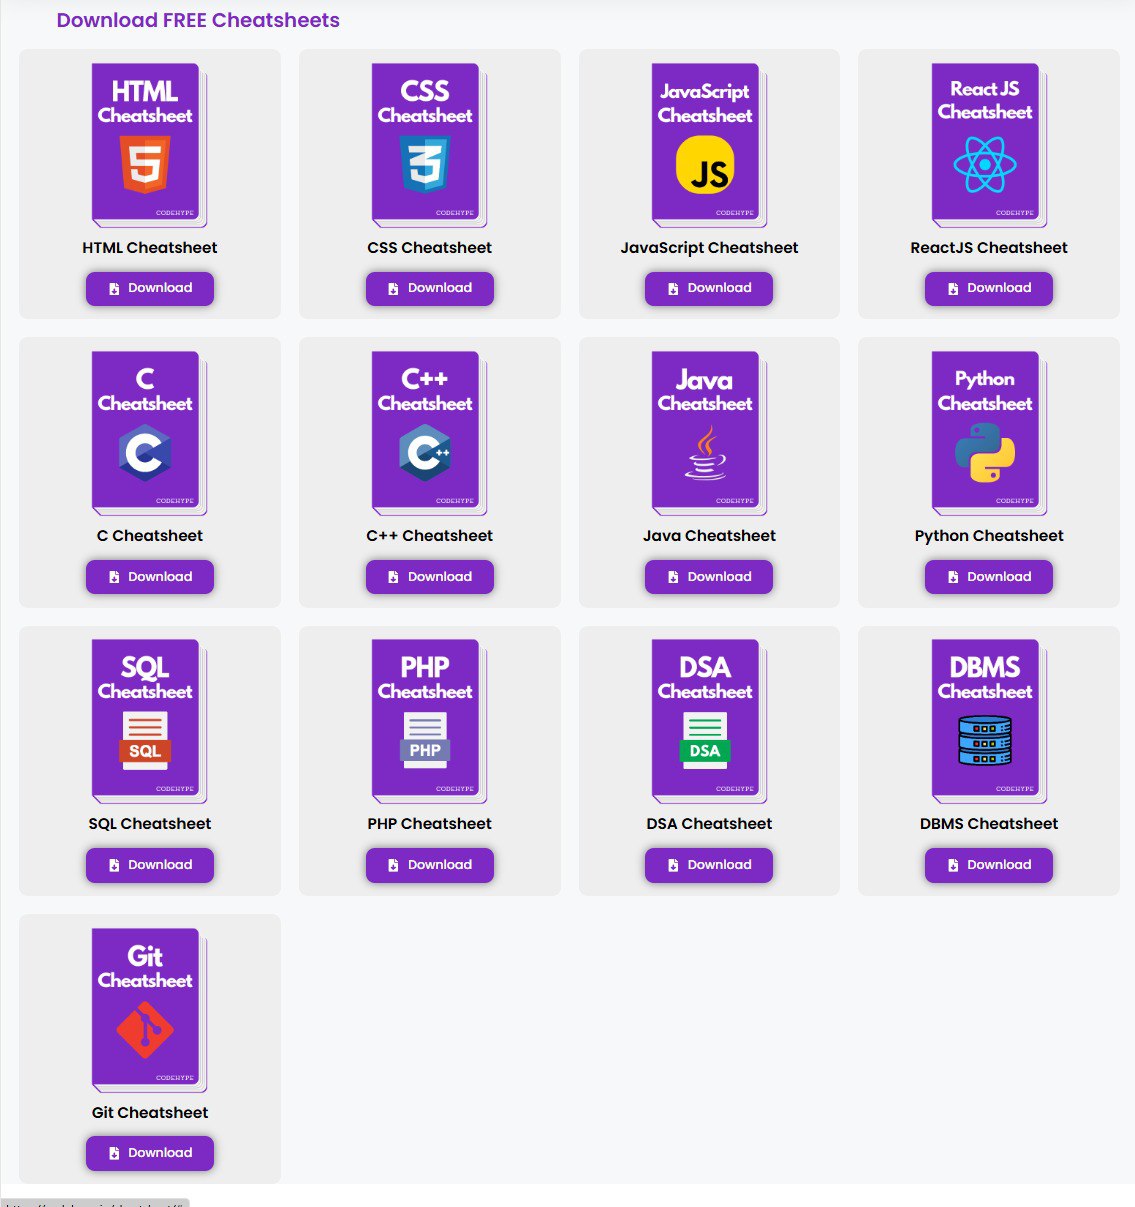 Download FREE Cheatsheets
HTML
Cheatsheet
5
CODEHYPE
HTML Cheatsheet
Download
CSS
Cheatsheet
3
CODEHYPE
CSS Cheatsheet
Download
JavaScript
Cheatsheet
JS
CODEHYPE
JavaScript Cheatsheet
Download
React JS
Cheatsheet
CODEHYPE
ReactJS Cheatsheet
Download
C
Cheatsheet
C
CODEHYPE
C Cheatsheet
Download
C++
Cheatsheet
C++
CODEHYPE
C++ Cheatsheet
Download
Java
Cheatsheet
CODEHYPE
Java Cheatsheet
Download
Python
Cheatsheet
CODEHYPE
Python Cheatsheet
Download
SQL
Cheatsheet
SQL
CODEHYPE
SQL Cheatsheet
Download
PHP
Cheatsheet
PHP
CODEHYPE
PHP Cheatsheet
Download
DSA
Cheatsheet
DSA
CODEHYPE
DSA Cheatsheet
Download
DBMS
Cheatsheet
CODEHYPE
DBMS Cheatsheet
Download
Git
Cheatsheet
CODEHYPE
Git Cheatsheet
Download